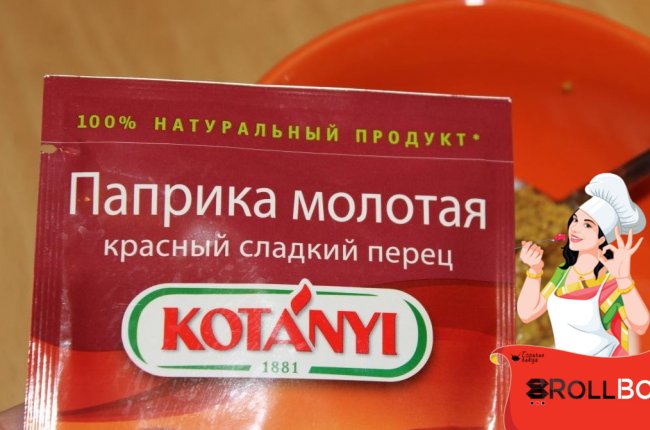 100% НАТУРАЛЬНЫЙ ПРОДУКТ*
Паприка молотая
красный сладкий перец
KOTÁNYI
1881
ROLLBO